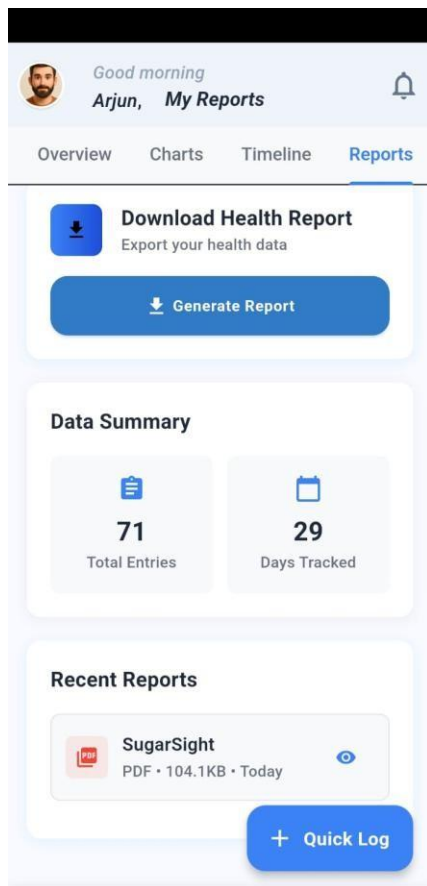 Good morning
Arjun, My Reports
Overview Charts Timeline Reports
Download Health Report
Export your health data
Generate Report
Data Summary
71 29
Total Entries Days Tracked
Recent Reports
PDF SugarSight
PDF • 104.1KB • Today
+ Quick Log